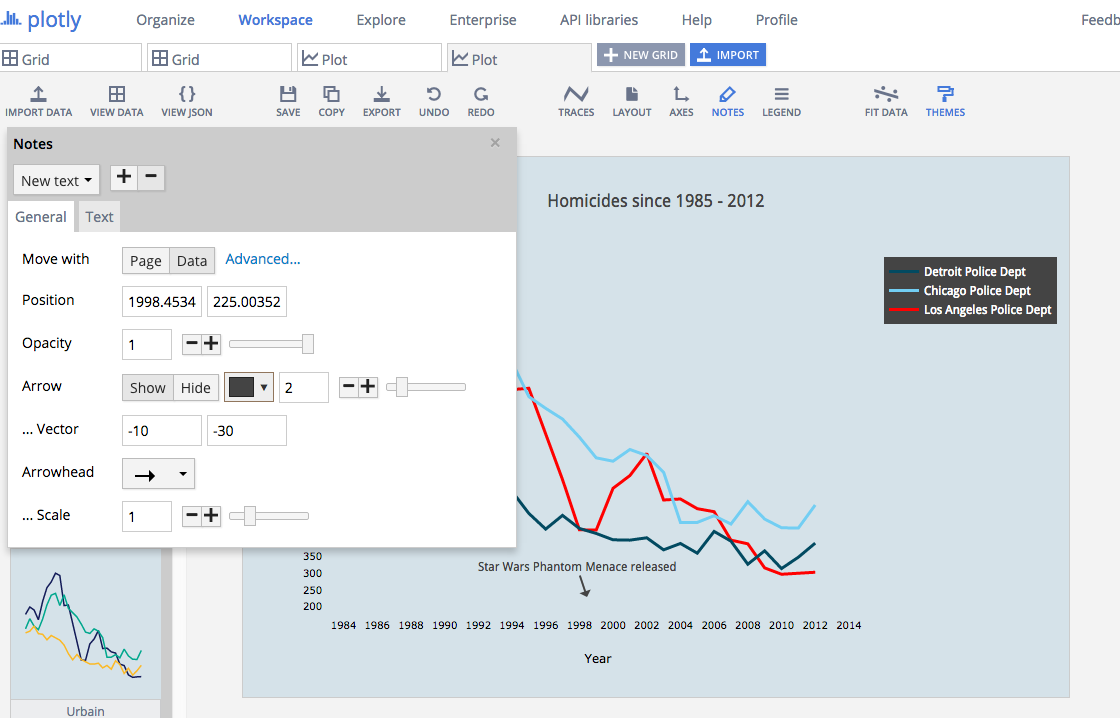 plotly Organize Workspace Explore Enterprise API libraries Help Profile Feedb
Grid Grid Plot Plot NEW GRID IMPORT
IMPORT DATA VIEW DATA VIEW JSON SAVE COPY EXPORT UNDO REDO TRACES LAYOUT AXES NOTES LEGEND FIT DATA THEMES
Notes
New text
General Text
Move with Page Data Advanced...
Position 1998.4534 225.00352
Opacity 1
Arrow Show Hide 2
... Vector -10 -30
Arrowhead
... Scale 1
Homicides since 1985 - 2012
Detroit Police Dept
Chicago Police Dept
Los Angeles Police Dept
350
300
250
200
Star Wars Phantom Menace released
1984 1986 1988 1990 1992 1994 1996 1998 2000 2002 2004 2006 2008 2010 2012 2014
Year
Urbain